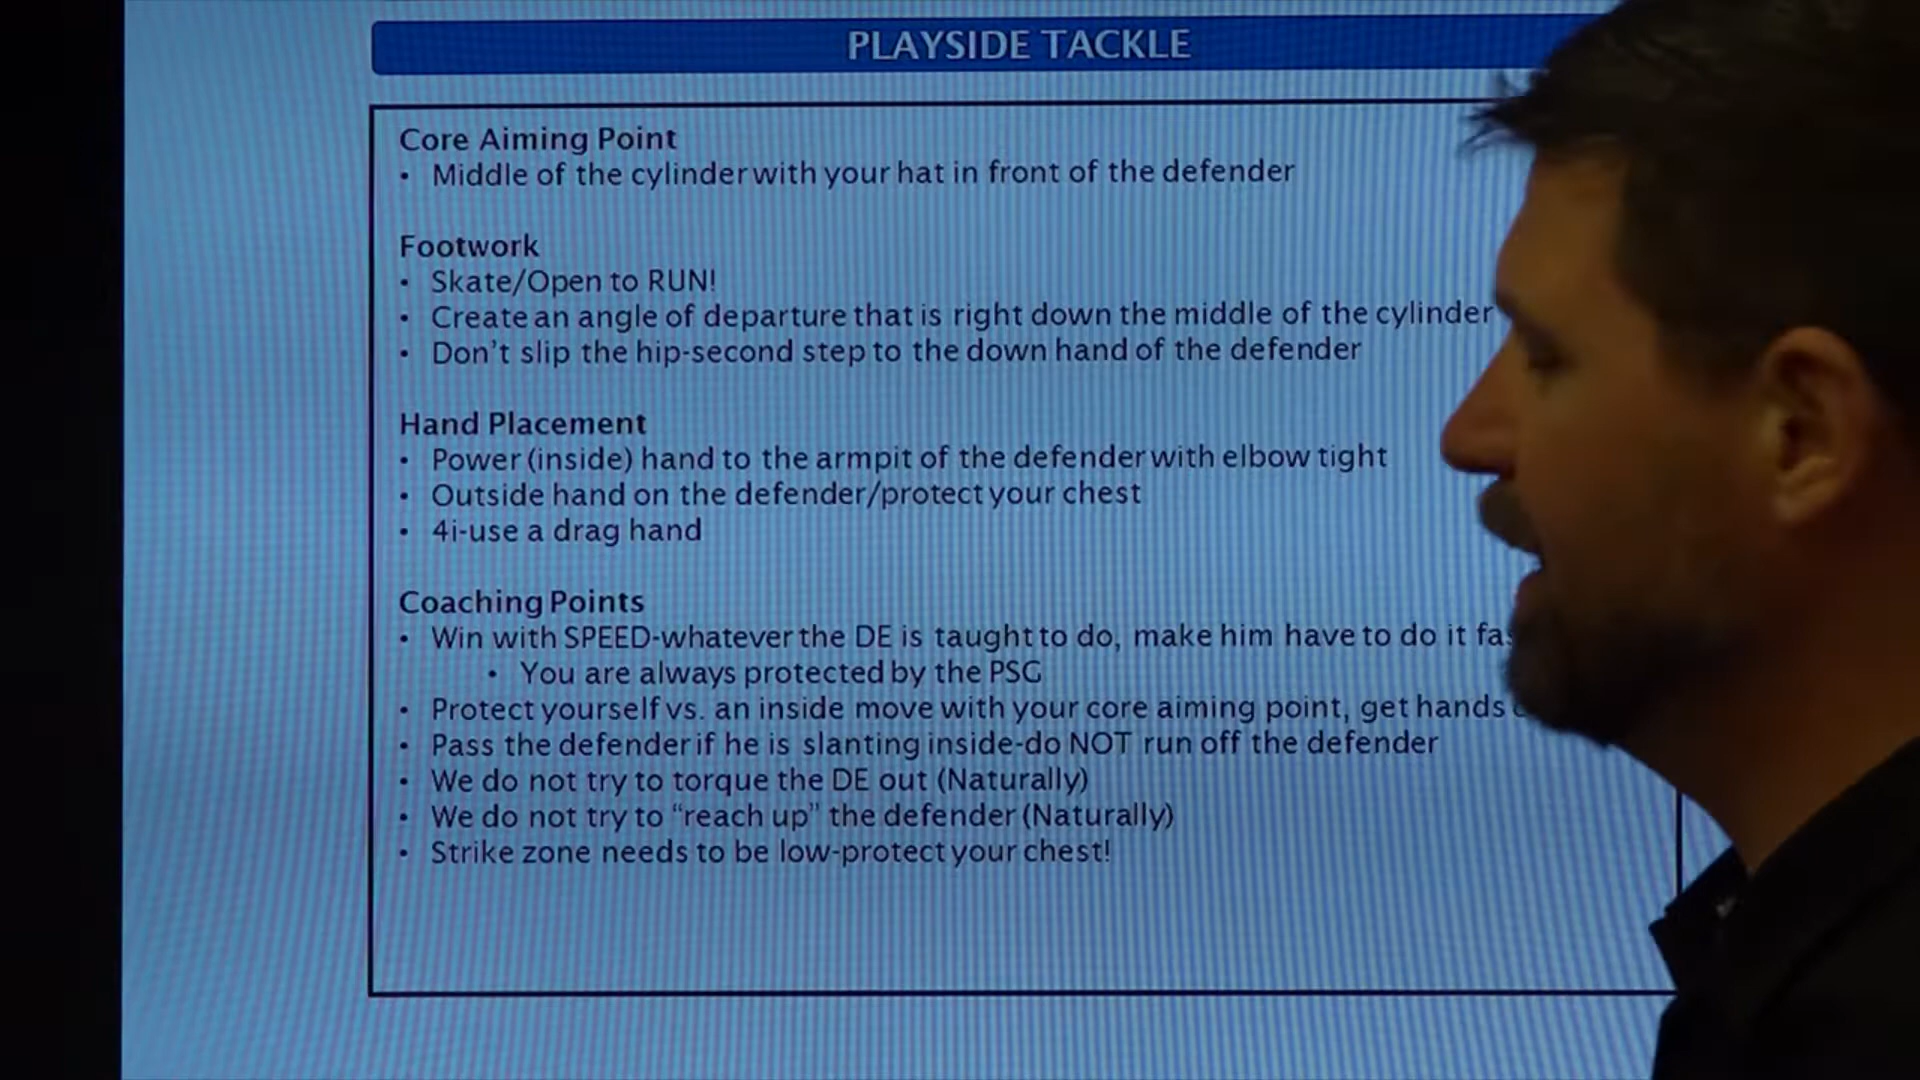 PLAYSIDE TACKLE
Core Aiming Point
• Middle of the cylinder with your hat in front of the defender
Footwork
• Skate/Open to RUN!
• Create an angle of departure that is right down the middle of the cylinder
• Don't slip the hip-second step to the down hand of the defender
Hand Placement
• Power (inside) hand to the armpit of the defender with elbow tight
• Outside hand on the defender/protect your chest
• 4i-use a drag hand
Coaching Points
• Win with SPEED-whatever the DE is taught to do, make him have to do it
• You are always protected by the PSG
• Protect yourself vs. an inside move with your core aiming point, get hands
• Pass the defender if he is slanting inside-do NOT run off the defender
• We do not try to torque the DE out (Naturally)
• We do not try to “reach up” the defender (Naturally)
• Strike zone needs to be low-protect your chest!